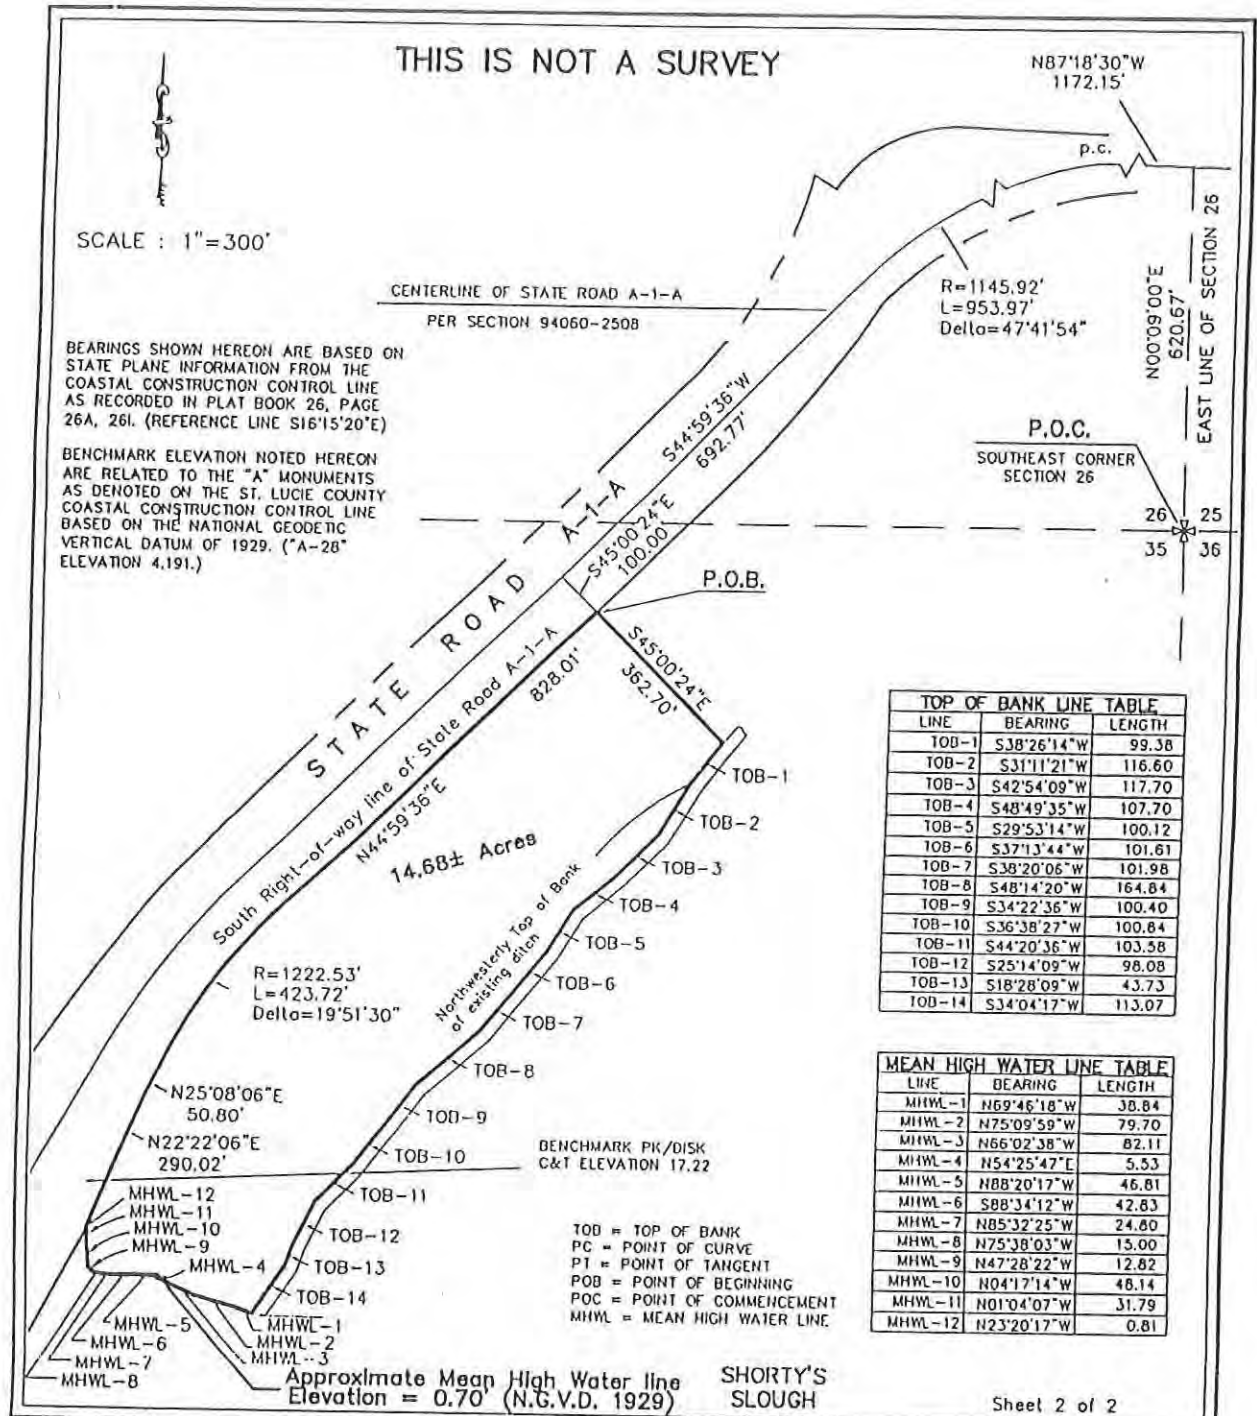 THIS IS NOT A SURVEY
N87°18'30"W
1172.15'
p.c.
SCALE : 1"=300'
CENTERLINE OF STATE ROAD A-1-A
PER SECTION 94060-2508
R=1145.92'
L=953.97'
Delta=47°41'54"
N00°09'00"E
620.67'
EAST LINE OF SECTION 26
BEARINGS SHOWN HEREON ARE BASED ON
STATE PLANE INFORMATION FROM THE
COASTAL CONSTRUCTION CONTROL LINE
AS RECORDED IN PLAT BOOK 26, PAGE
26A, 26I. (REFERENCE LINE S16°15'20"E)
BENCHMARK ELEVATION NOTED HEREON
ARE RELATED TO THE "A" MONUMENTS
AS DENOTED ON THE ST. LUCIE COUNTY
COASTAL CONSTRUCTION CONTROL LINE
BASED ON THE NATIONAL GEODETIC
VERTICAL DATUM OF 1929. ("A-28"
ELEVATION 4.191.)
S44°59'36"W
692.77'
P.O.C.
SOUTHEAST CORNER
SECTION 26
26 25
35 36
STATE ROAD A-1-A
S45°00'24"E
100.00'
P.O.B.
S45°00'24"E
362.70'
South Right-of-way line of State Road A-1-A
828.01'
N44°59'36"E
14.68± Acres
Northwesterly Top of Bank
of existing ditch
R=1222.53'
L=423.72'
Delta=19°51'30"
N25°08'06"E
50.80'
N22°22'06"E
290.02'
TOB-1
TOB-2
TOB-3
TOB-4
TOB-5
TOB-6
TOB-7
TOB-8
TOB-9
TOB-10
TOB-11
TOB-12
TOB-13
TOB-14
BENCHMARK PK/DISK
C&T ELEVATION 17.22
MHWL-12
MHWL-11
MHWL-10
MHWL-9
MHWL-4
MHWL-5
MHWL-6
MHWL-7
MHWL-8
MHWL-1
MHWL-2
MHWL-3
TOP OF BANK LINE TABLE
LINE BEARING LENGTH
TOB-1 S38°26'14"W 99.38
TOB-2 S31°11'21"W 116.60
TOB-3 S42°54'09"W 117.70
TOB-4 S48°49'35"W 107.70
TOB-5 S29°53'14"W 100.12
TOB-6 S37°13'44"W 101.61
TOB-7 S38°20'06"W 101.98
TOB-8 S48°14'20"W 164.84
TOB-9 S34°22'36"W 100.40
TOB-10 S36°38'27"W 100.84
TOB-11 S44°20'36"W 103.58
TOB-12 S25°14'09"W 98.08
TOB-13 S18°28'09"W 43.73
TOB-14 S34°04'17"W 113.07
MEAN HIGH WATER LINE TABLE
LINE BEARING LENGTH
MHWL-1 N69°46'18"W 38.84
MHWL-2 N75°09'59"W 79.70
MHWL-3 N66°02'38"W 82.11
MHWL-4 N54°25'47"E 5.53
MHWL-5 N88°20'17"W 46.81
MHWL-6 S88°34'12"W 42.83
MHWL-7 N85°32'25"W 24.80
MHWL-8 N75°38'03"W 15.00
MHWL-9 N47°28'22"W 12.82
MHWL-10 N04°17'14"W 48.14
MHWL-11 N01°04'07"W 31.79
MHWL-12 N23°20'17"W 0.81
TOB = TOP OF BANK
PC = POINT OF CURVE
PT = POINT OF TANGENT
POB = POINT OF BEGINNING
POC = POINT OF COMMENCEMENT
MHWL = MEAN HIGH WATER LINE
Approximate Mean High Water line
Elevation = 0.70' (N.G.V.D. 1929)
SHORTY'S
SLOUGH
Sheet 2 of 2